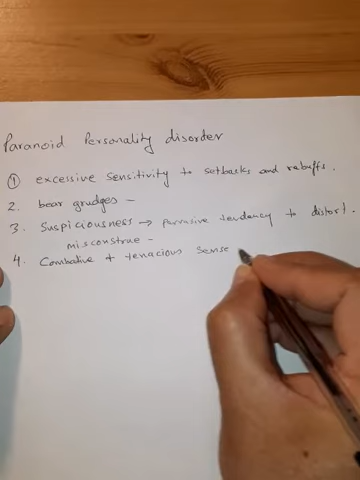 Paranoid Personality disorder
① excessive sensitivity to setbacks and rabuffs.
2. bear grudges -
3. Suspiciousness → pervasive tendency to distort.
misconstrue -
4. Combative + tenacious sense